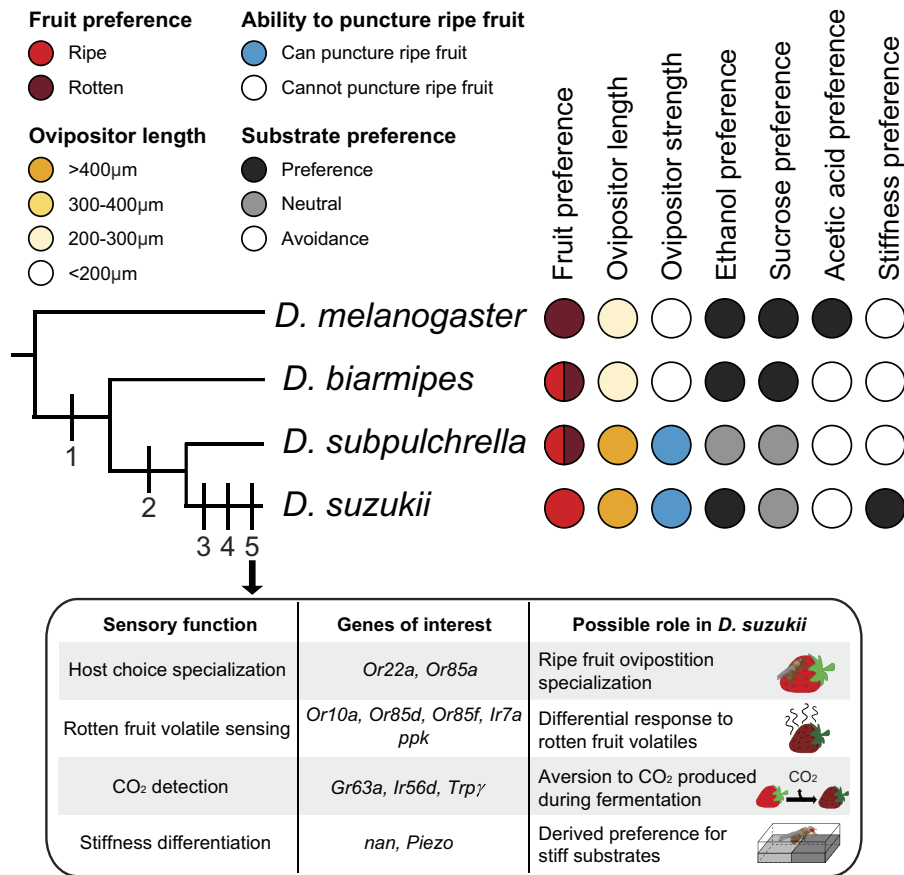 Fruit preference
Ripe
Rotten
Ability to puncture ripe fruit
Can puncture ripe fruit
Cannot puncture ripe fruit
Ovipositor length
>400μm
300-400μm
200-300μm
<200μm
Substrate preference
Preference
Neutral
Avoidance
Fruit preference
Ovipositor length
Ovipositor strength
Ethanol preference
Sucrose preference
Acetic acid preference
Stiffness preference
D. melanogaster
D. biarmipes
D. subpulchrella
D. suzukii
1
2
3 4 5
Sensory function
Genes of interest
Possible role in D. suzukii
Host choice specialization
Or22a, Or85a
Ripe fruit ovipostition
specialization
Rotten fruit volatile sensing
Or10a, Or85d, Or85f, Ir7a
ppk
Differential response to
rotten fruit volatiles
CO₂ detection
Gr63a, Ir56d, Trpγ
Aversion to CO₂ produced
during fermentation
CO₂
Stiffness differentiation
nan, Piezo
Derived preference for
stiff substrates